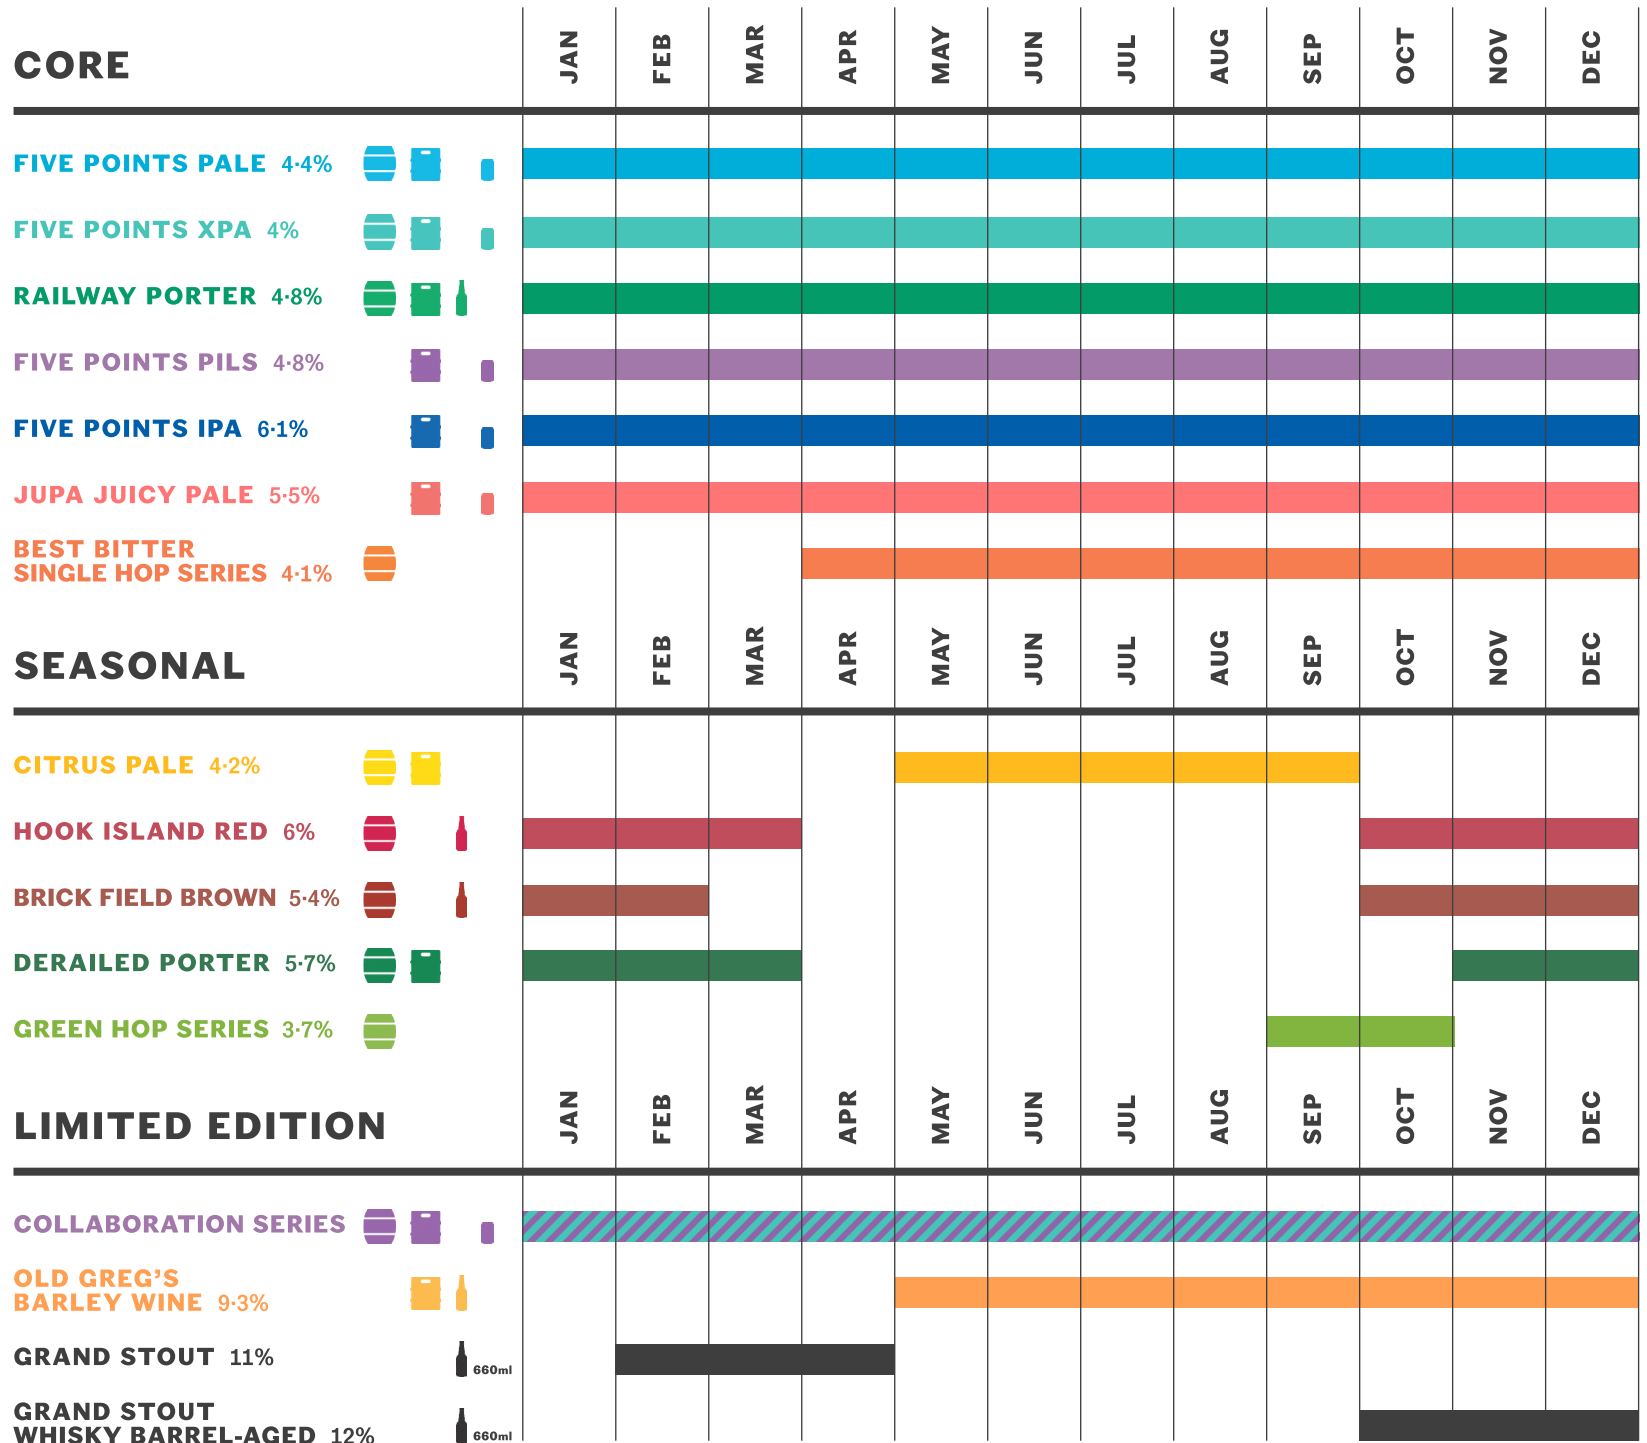 CORE JAN FEB MAR APR MAY JUN JUL AUG SEP OCT NOV DEC
FIVE POINTS PALE 4·4%
FIVE POINTS XPA 4%
RAILWAY PORTER 4·8%
FIVE POINTS PILS 4·8%
FIVE POINTS IPA 6·1%
JUPA JUICY PALE 5·5%
BEST BITTER
SINGLE HOP SERIES 4·1%
SEASONAL JAN FEB MAR APR MAY JUN JUL AUG SEP OCT NOV DEC
CITRUS PALE 4·2%
HOOK ISLAND RED 6%
BRICK FIELD BROWN 5·4%
DERAILED PORTER 5·7%
GREEN HOP SERIES 3·7%
LIMITED EDITION JAN FEB MAR APR MAY JUN JUL AUG SEP OCT NOV DEC
COLLABORATION SERIES
OLD GREG'S
BARLEY WINE 9·3%
GRAND STOUT 11% 660ml
GRAND STOUT
WHISKY BARREL-AGED 12% 660ml